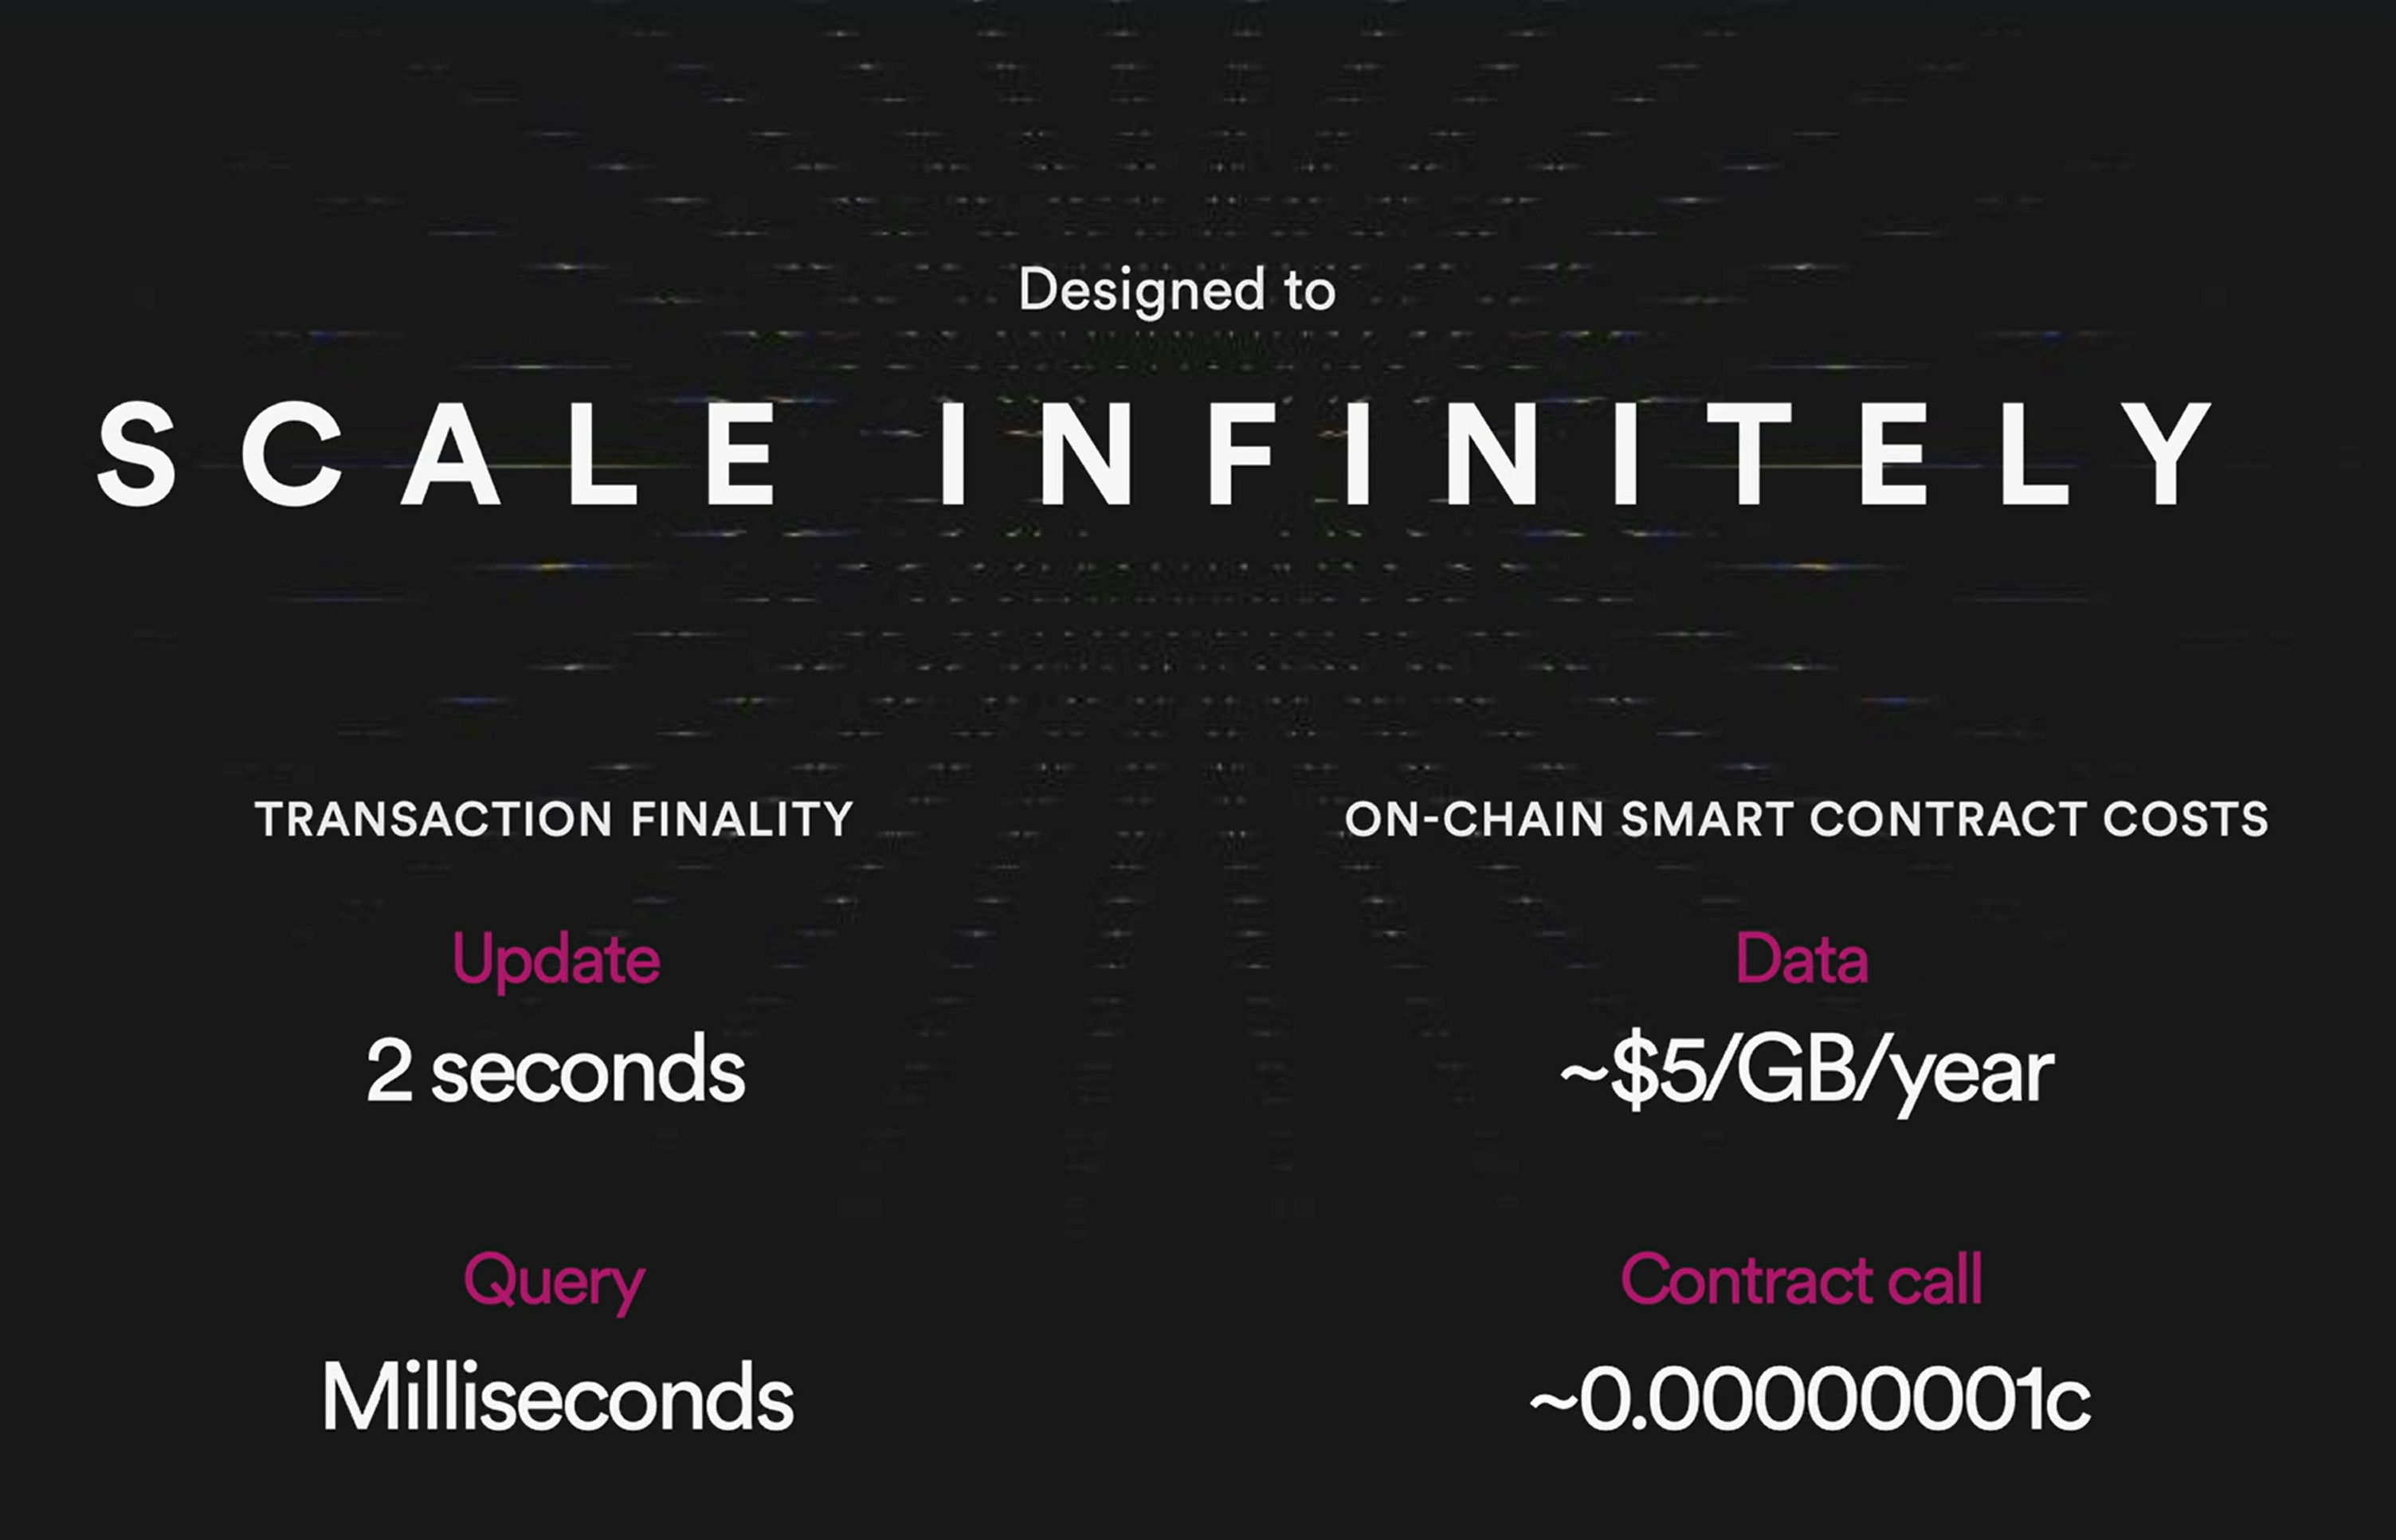 Designed to
SCALE INFINITELY
TRANSACTION FINALITY
Update
2 seconds
Query
Milliseconds
ON-CHAIN SMART CONTRACT COSTS
Data
~$5/GB/year
Contract call
~0.00000001c